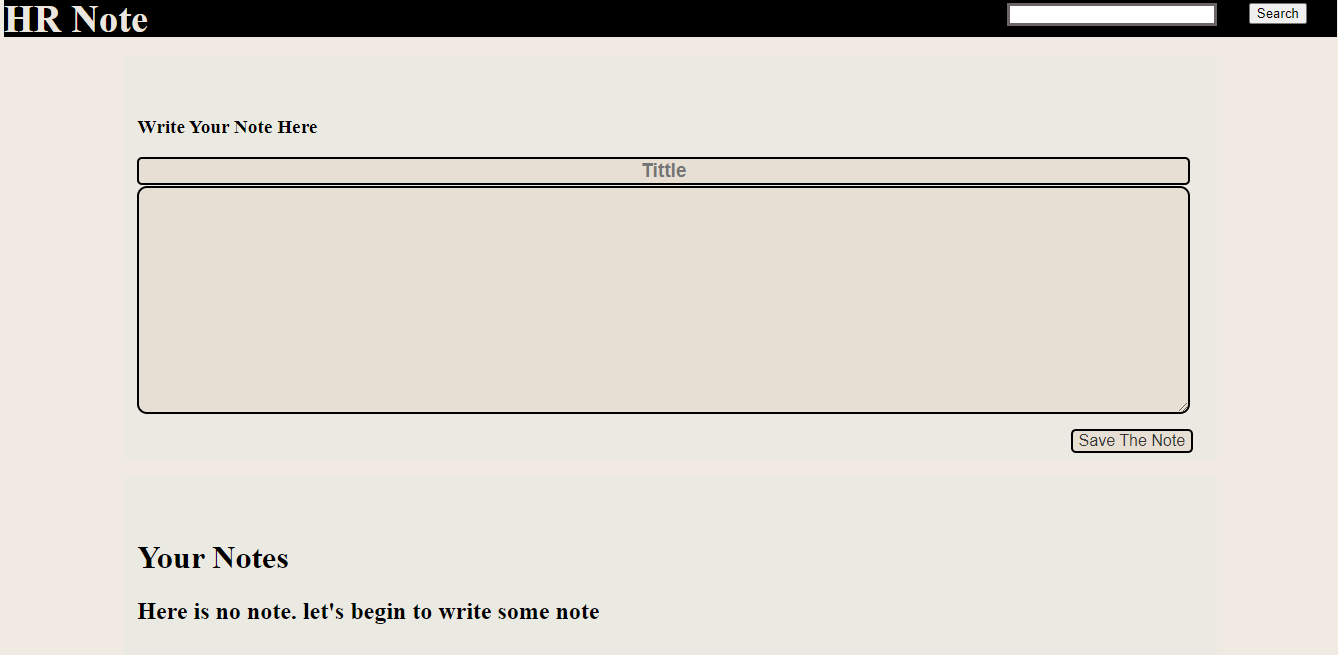 HR Note
Search
Write Your Note Here
Tittle
Save The Note
Your Notes
Here is no note. let's begin to write some note